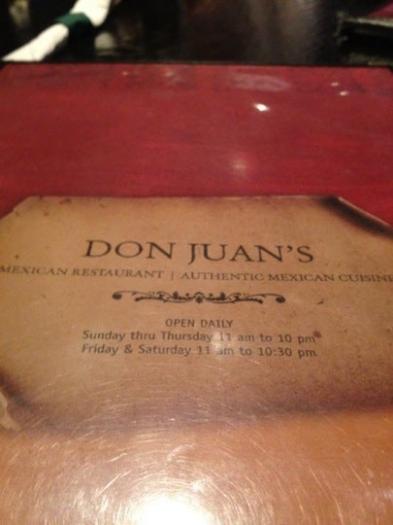 DON JUAN'S
MEXICAN RESTAURANT | AUTHENTIC MEXICAN CUISINE
OPEN DAILY
Sunday thru Thursday 11 am to 10 pm
Friday & Saturday 11 am to 10:30 pm